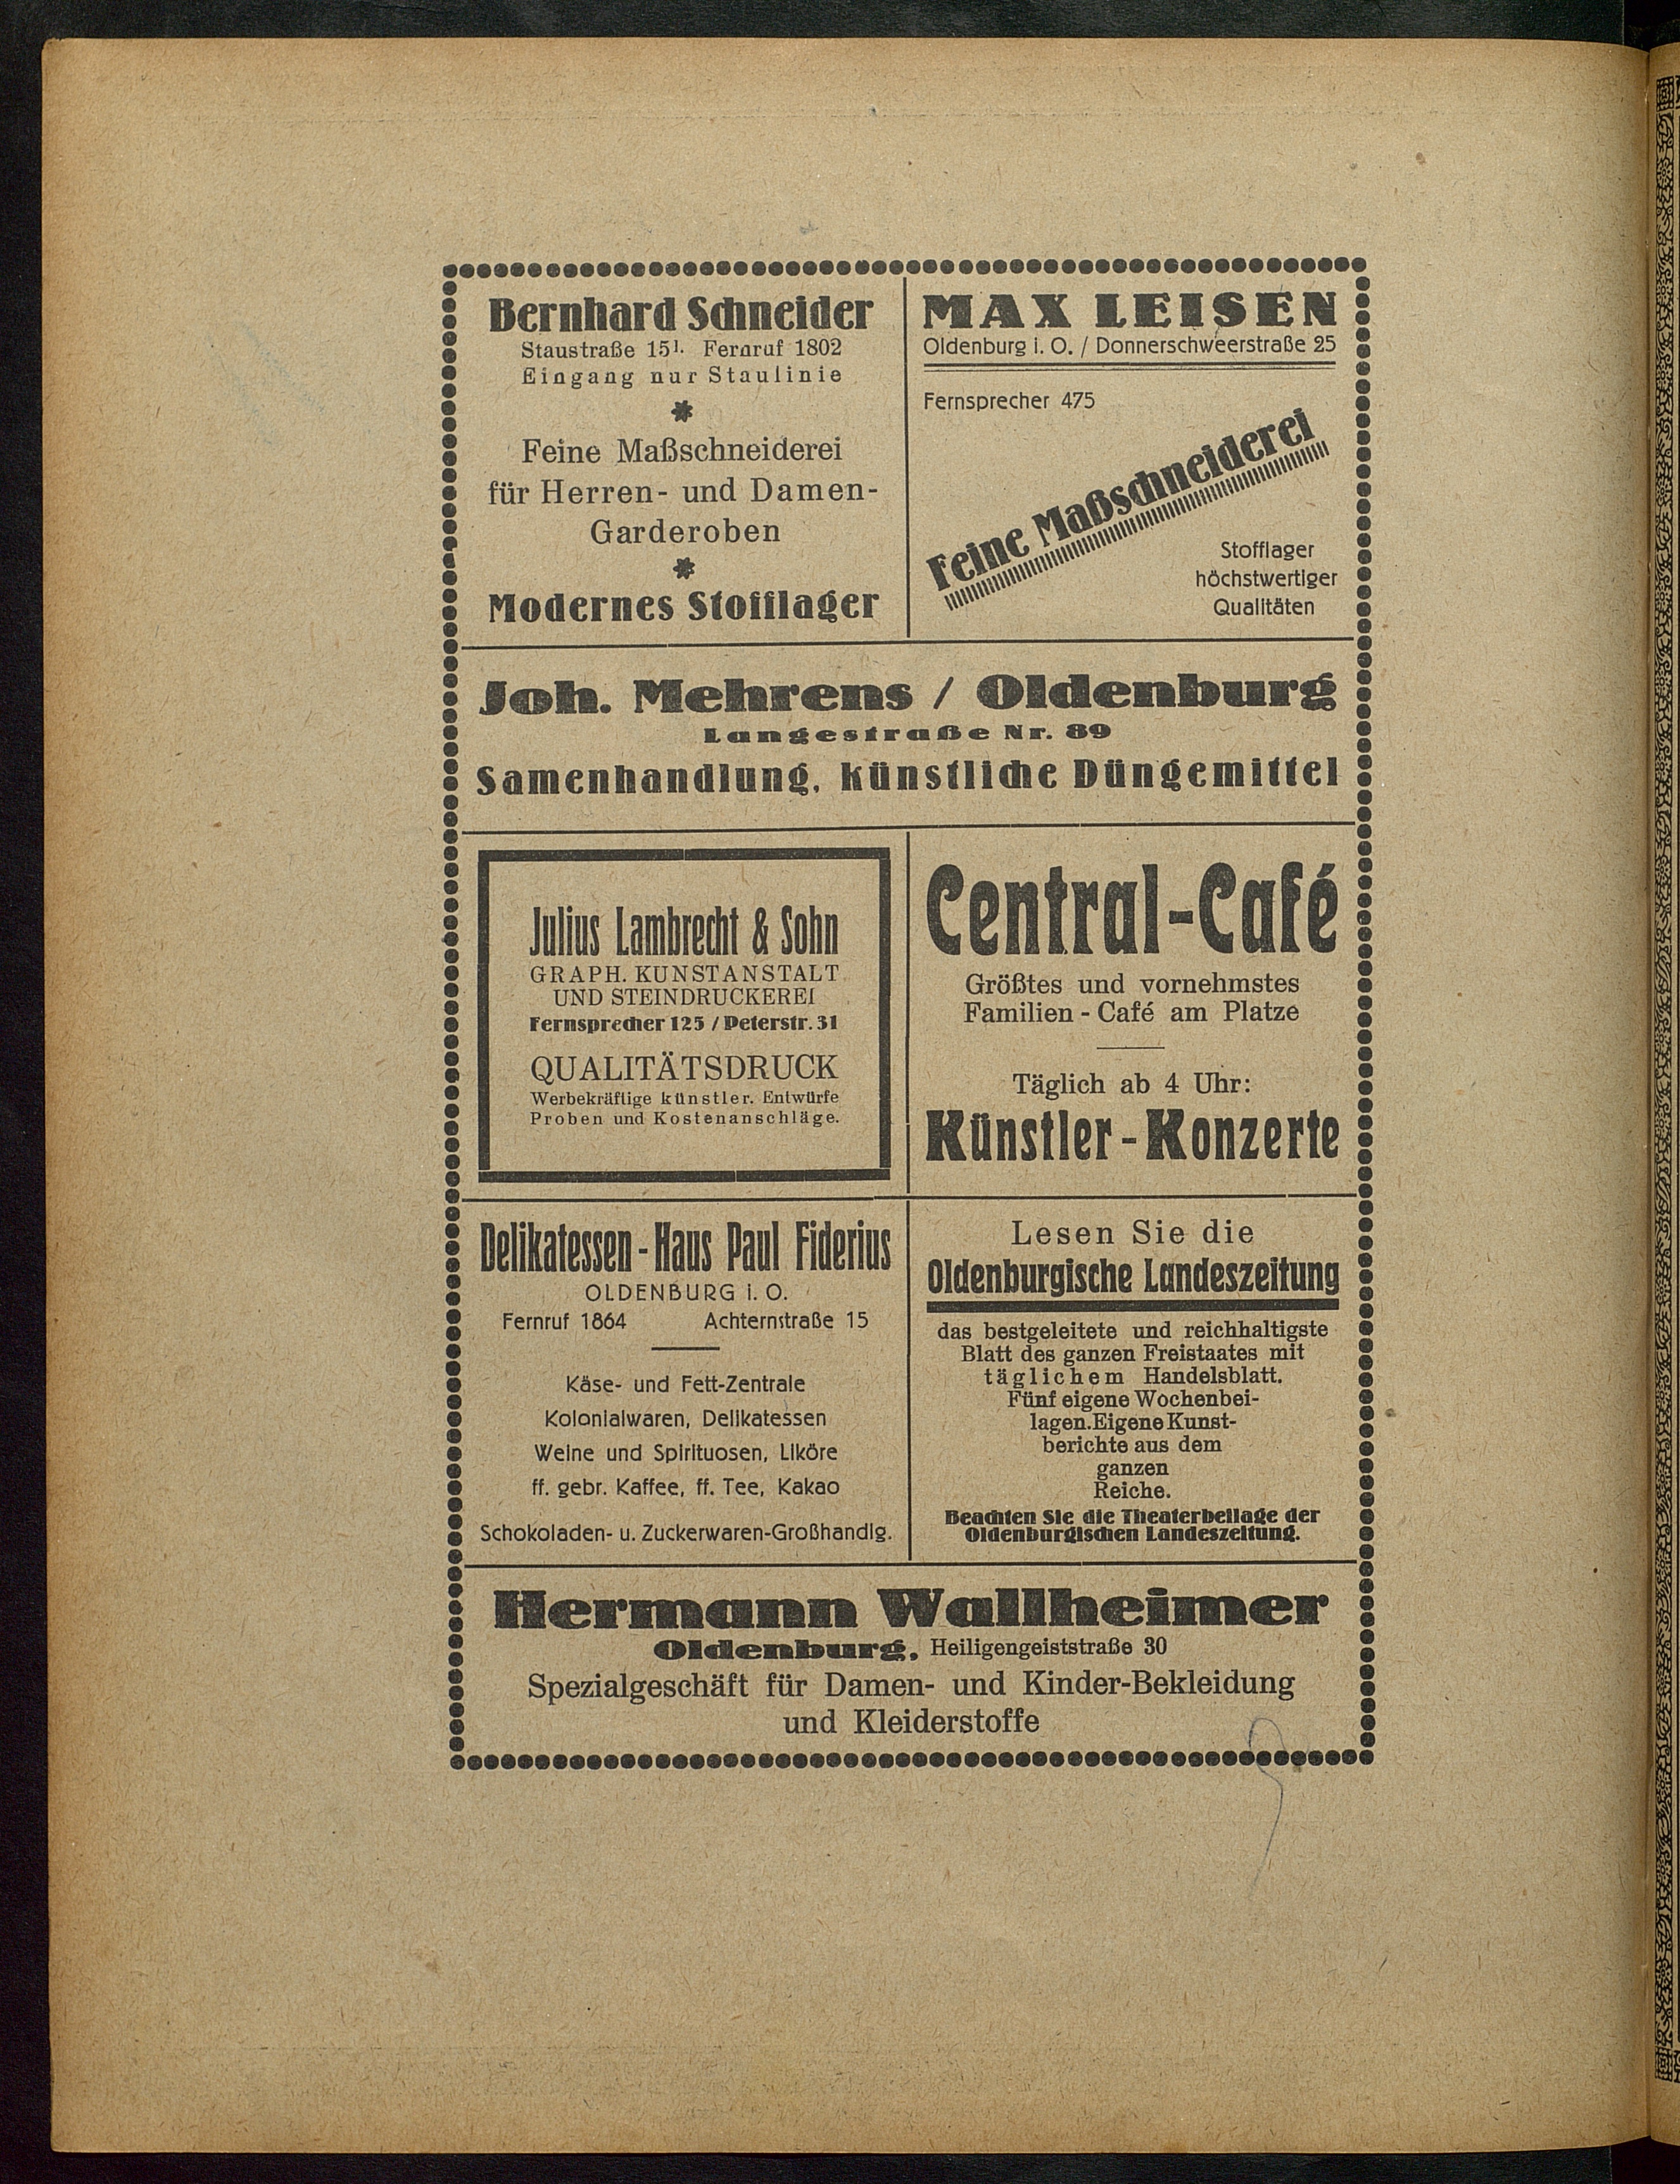 Bernhard Schneider
Staustraße 15¹. Fernruf 1802
Eingang nur Staulinie
Feine Maßschneiderei
für Herren- und Damen-
Garderoben
Modernes Stofflager
MAX LEISEN
Oldenburg i. O. / Donnerschweerstraße 25
Fernsprecher 475
Feine Maßschneiderei
Stofflager
höchstwertiger
Qualitäten
Joh. Mehrens / Oldenburg
Langestraße Nr. 89
Samenhandlung, künstliche Düngemittel
Julius Lambrecht & Sohn
GRAPH. KUNSTANSTALT
UND STEINDRUCKEREI
Fernsprecher 125 / Peterstr. 31
QUALITÄTSDRUCK
Werbekräftige künstler. Entwürfe
Proben und Kostenanschläge.
Central-Café
Größtes und vornehmstes
Familien - Café am Platze
Täglich ab 4 Uhr:
Künstler-Konzerte
Delikatessen-Haus Paul Fiderius
OLDENBURG i. O.
Fernruf 1864 Achternstraße 15
Käse- und Fett-Zentrale
Kolonialwaren, Delikatessen
Weine und Spirituosen, Liköre
ff. gebr. Kaffee, ff. Tee, Kakao
Schokoladen- u. Zuckerwaren-Großhandlg.
Lesen Sie die
Oldenburgische Landeszeitung
das bestgeleitete und reichhaltigste
Blatt des ganzen Freistaates mit
täglichem Handelsblatt.
Fünf eigene Wochenbei-
lagen. Eigene Kunst-
berichte aus dem
ganzen
Reiche.
Beachten Sie die Theaterbeilage der
Oldenburgischen Landeszeitung.
Hermann Wallheimer
Oldenburg, Heiligengeiststraße 30
Spezialgeschäft für Damen- und Kinder-Bekleidung
und Kleiderstoffe